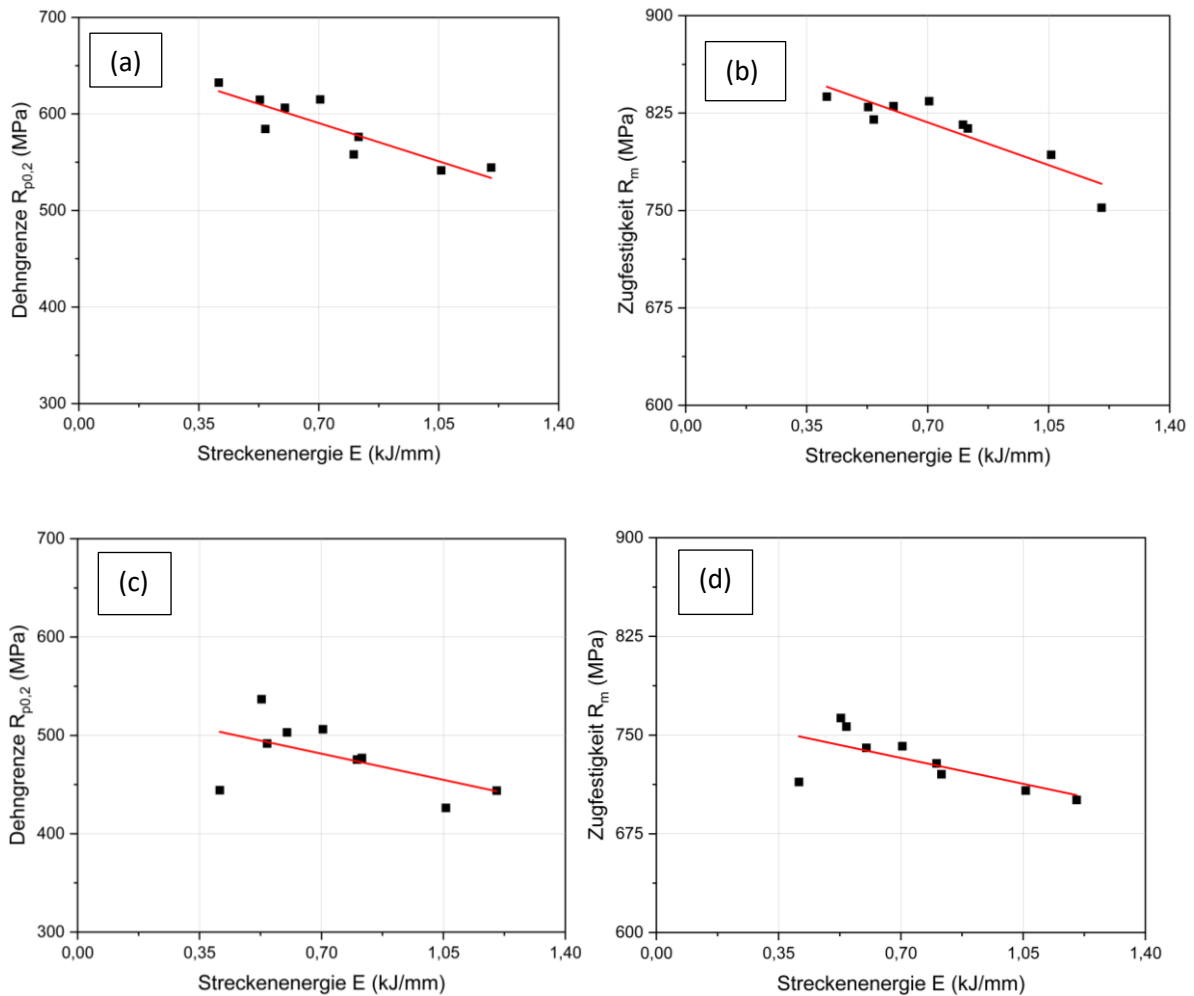 (a)
700
600
500
400
300
Dehngrenze Rp0,2 (MPa)
0,00 0,35 0,70 1,05 1,40
Streckenenergie E (kJ/mm)
(b)
900
825
750
675
600
Zugfestigkeit Rm (MPa)
0,00 0,35 0,70 1,05 1,40
Streckenenergie E (kJ/mm)
(c)
700
600
500
400
300
Dehngrenze Rp0,2 (MPa)
0,00 0,35 0,70 1,05 1,40
Streckenenergie E (kJ/mm)
(d)
900
825
750
675
600
Zugfestigkeit Rm (MPa)
0,00 0,35 0,70 1,05 1,40
Streckenenergie E (kJ/mm)